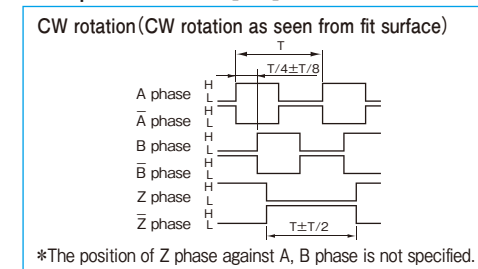 CW rotation(CW rotation as seen from fit surface)
T
T/4±T/8
A phase H L
A̅ phase H L
B phase H L
B̅ phase H L
Z phase H L
Z̅ phase H L
T±T/2
*The position of Z phase against A, B phase is not specified.